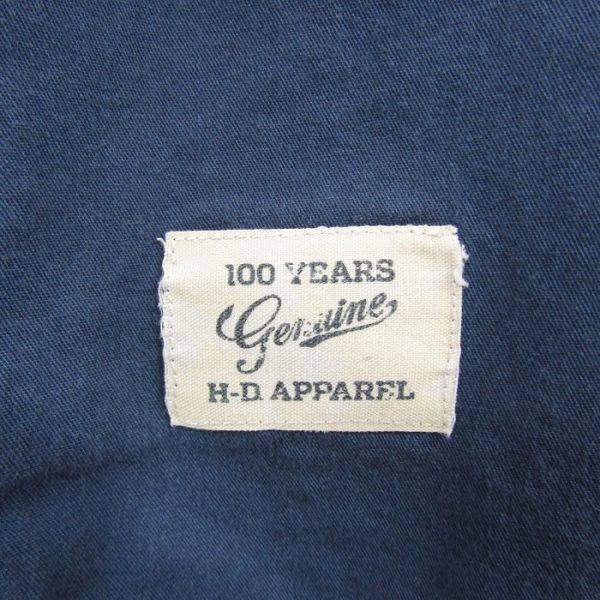 100 YEARS
Genuine
H-D. APPAREL